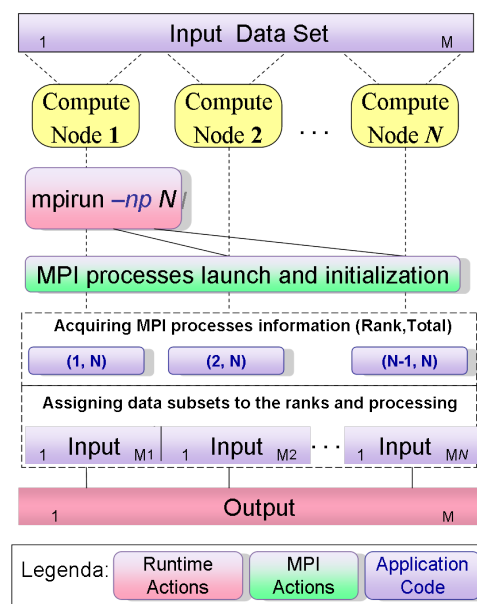 Input Data Set
1 M
Compute Compute Compute
Node 1 Node 2 . . . Node N
mpirun –np N
MPI processes launch and initialization
Acquiring MPI processes information (Rank,Total)
(1, N) (2, N) (N-1, N)
Assigning data subsets to the ranks and processing
1 Input M1 1 Input M2 . . . 1 Input MN
Output
1 M
Legenda: Runtime Actions MPI Actions Application Code